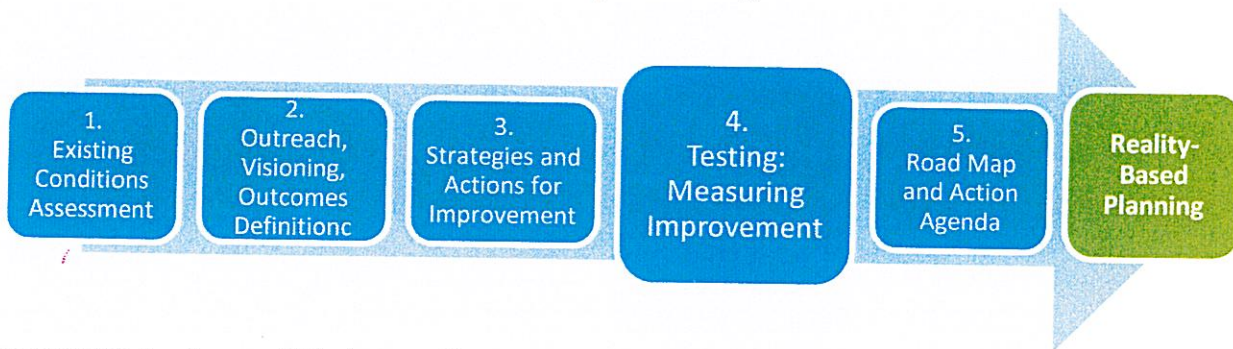 1.
Existing
Conditions
Assessment
2.
Outreach,
Visioning,
Outcomes
Definitionc
3.
Strategies and
Actions for
Improvement
4.
Testing:
Measuring
Improvement
5.
Road Map
and Action
Agenda
Reality-
Based
Planning